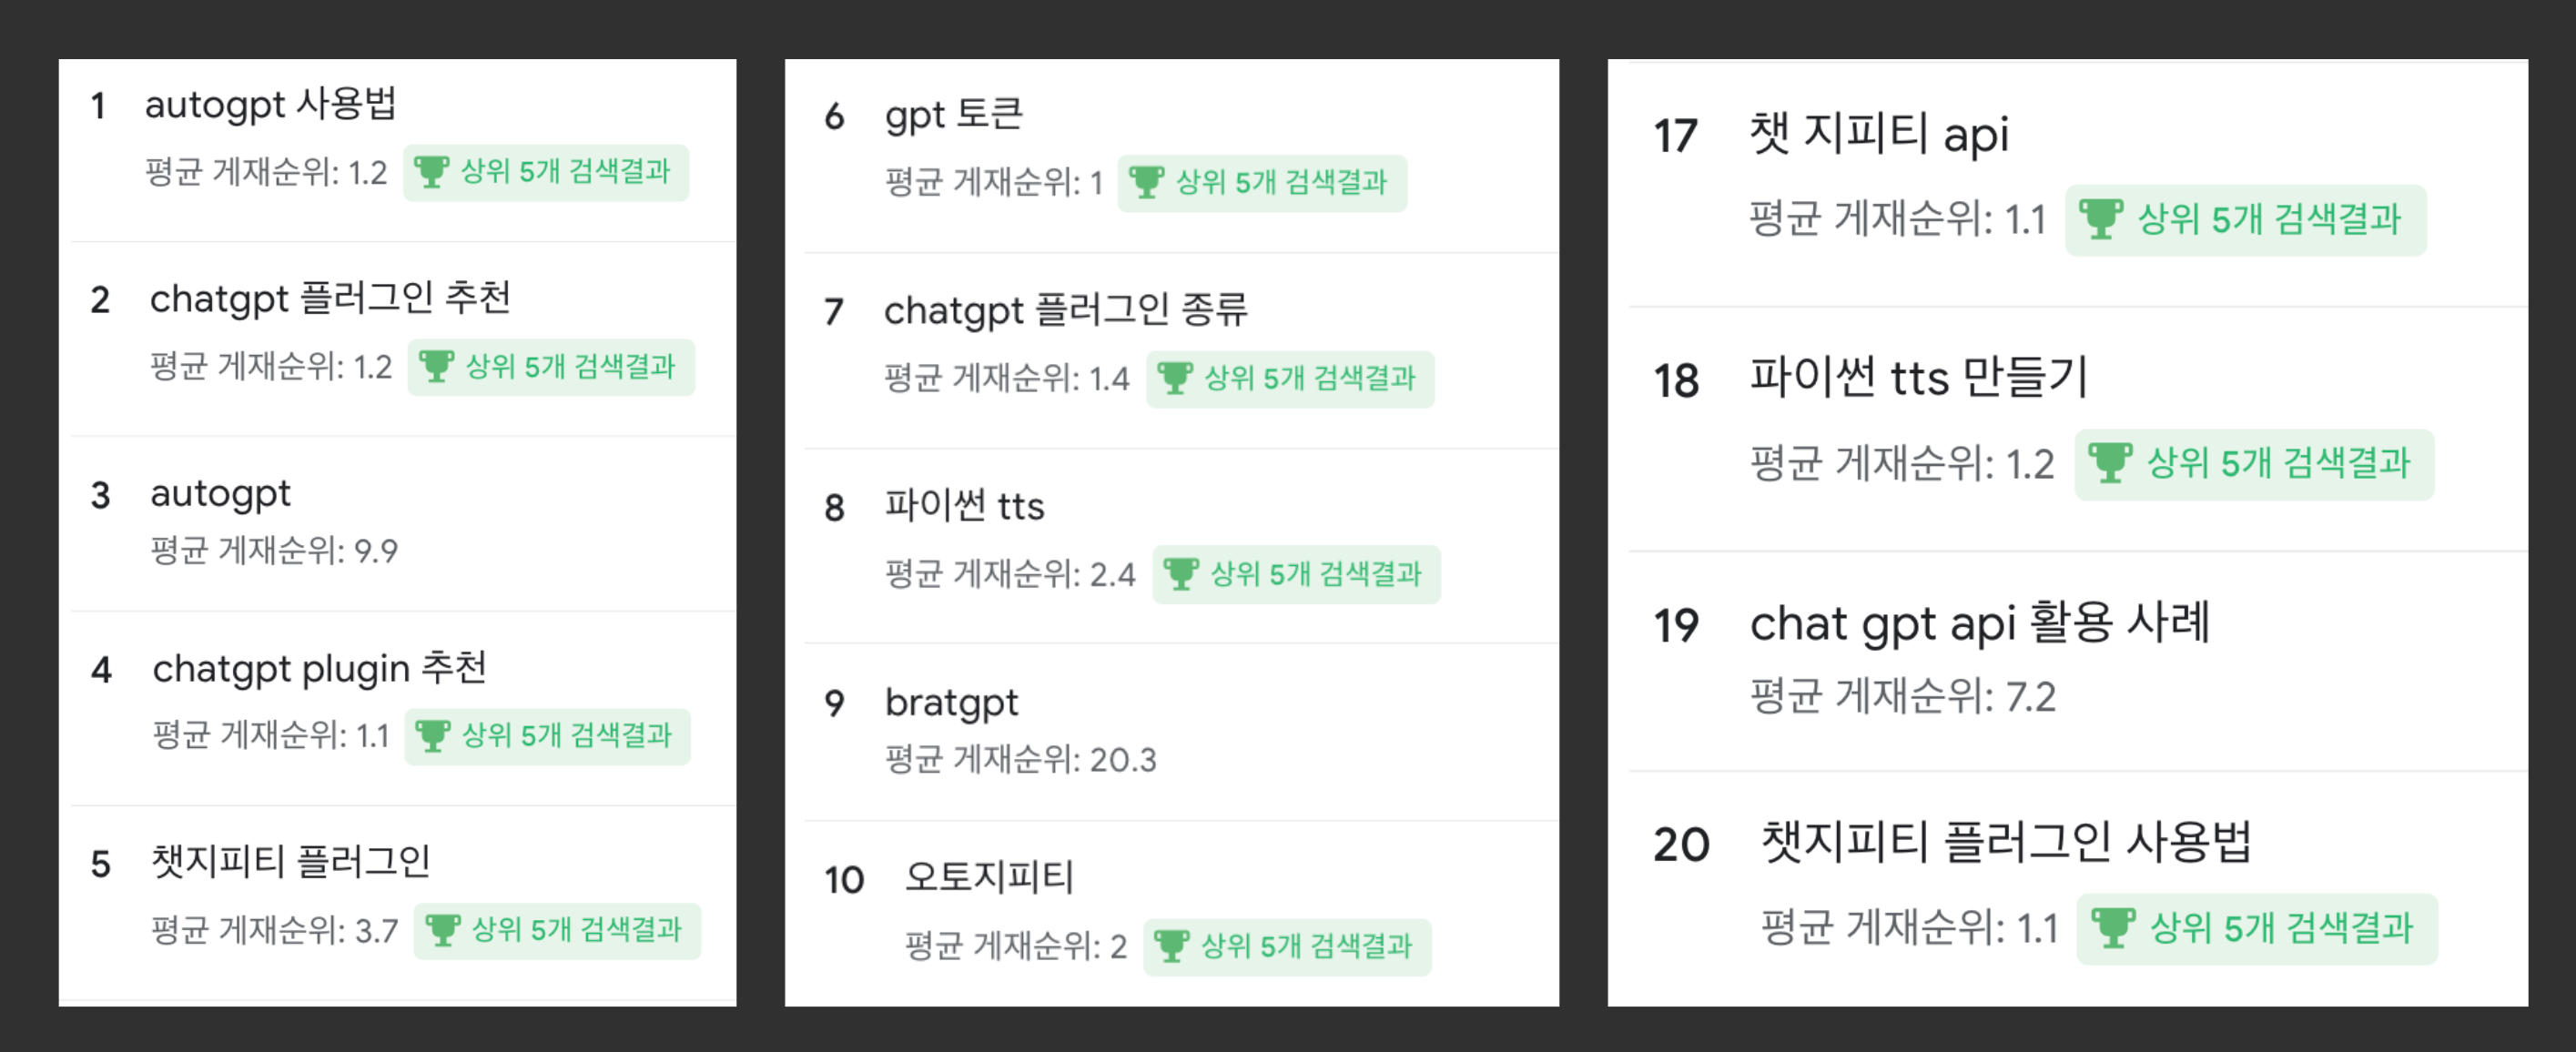 1 autogpt 사용법
평균 게재순위: 1.2 상위 5개 검색결과
2 chatgpt 플러그인 추천
평균 게재순위: 1.2 상위 5개 검색결과
3 autogpt
평균 게재순위: 9.9
4 chatgpt plugin 추천
평균 게재순위: 1.1 상위 5개 검색결과
5 챗지피티 플러그인
평균 게재순위: 3.7 상위 5개 검색결과
6 gpt 토큰
평균 게재순위: 1 상위 5개 검색결과
7 chatgpt 플러그인 종류
평균 게재순위: 1.4 상위 5개 검색결과
8 파이썬 tts
평균 게재순위: 2.4 상위 5개 검색결과
9 bratgpt
평균 게재순위: 20.3
10 오토지피티
평균 게재순위: 2 상위 5개 검색결과
17 챗 지피티 api
평균 게재순위: 1.1 상위 5개 검색결과
18 파이썬 tts 만들기
평균 게재순위: 1.2 상위 5개 검색결과
19 chat gpt api 활용 사례
평균 게재순위: 7.2
20 챗지피티 플러그인 사용법
평균 게재순위: 1.1 상위 5개 검색결과